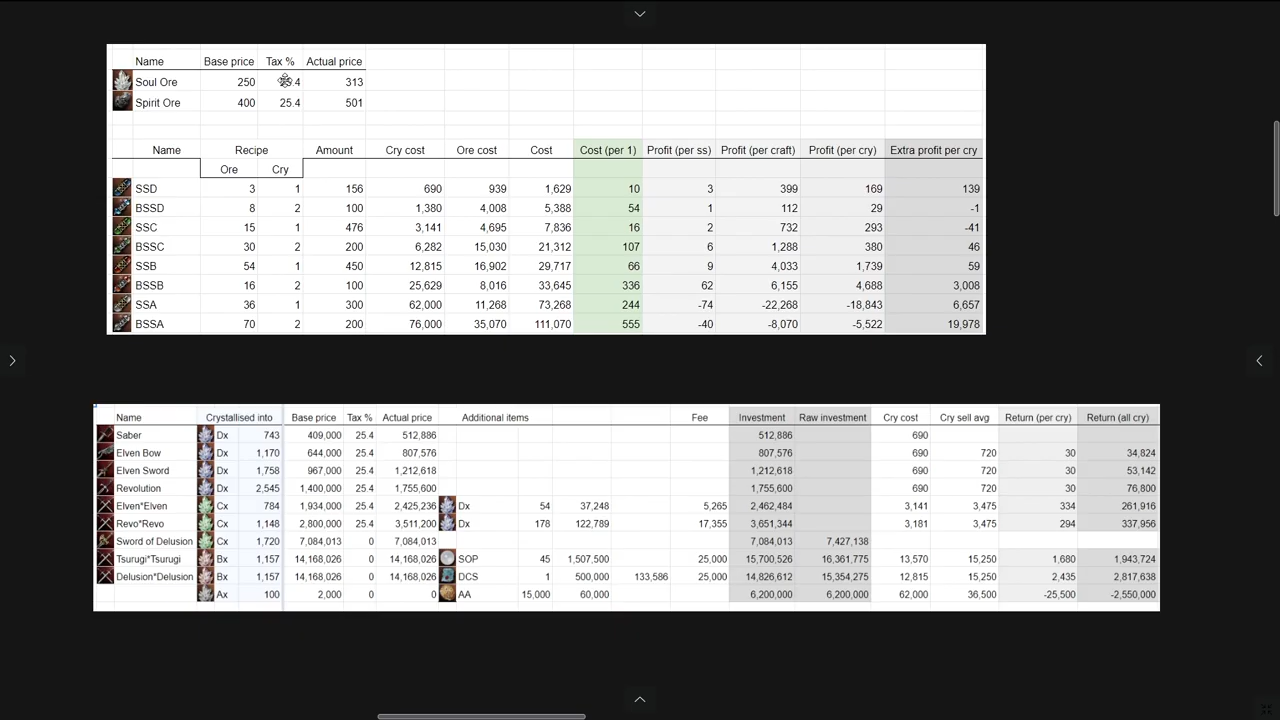 Name Base price Tax % Actual price
Soul Ore 250 313
Spirit Ore 400 25.4 501
Name Recipe Amount Cry cost Ore cost Cost Cost (per 1) Profit (per ss) Profit (per craft) Profit (per cry) Extra profit per cry
Ore Cry
SSD 3 1 156 690 939 1,629 10 3 399 169 139
BSSD 8 2 100 1,380 4,008 5,388 54 1 112 29 -1
SSC 15 1 476 3,141 4,695 7,836 16 2 732 293 -41
BSSC 30 2 200 6,282 15,030 21,312 107 6 1,288 380 46
SSB 54 1 450 12,815 16,902 29,717 66 9 4,033 1,739 59
BSSB 16 2 100 25,629 8,016 33,645 336 62 6,155 4,688 3,008
SSA 36 1 300 62,000 11,268 73,268 244 -74 -22,268 -18,843 6,657
BSSA 70 2 200 76,000 35,070 111,070 555 -40 -8,070 -5,522 19,978
Name Crystallised into Base price Tax % Actual price Additional items Fee Investment Raw investment Cry cost Cry sell avg Return (per cry) Return (all cry)
Saber Dx 743 409,000 25.4 512,886 512,886 690
Elven Bow Dx 1,170 644,000 25.4 807,576 807,576 690 720 30 34,824
Elven Sword Dx 1,758 967,000 25.4 1,212,618 1,212,618 690 720 30 53,142
Revolution Dx 2,545 1,400,000 25.4 1,755,600 1,755,600 690 720 30 76,800
Elven*Elven Cx 784 1,934,000 25.4 2,425,236 Dx 54 37,248 5,265 2,462,484 3,141 3,475 334 261,916
Revo*Revo Cx 1,148 2,800,000 25.4 3,511,200 Dx 178 122,789 17,355 3,651,344 3,181 3,475 294 337,956
Sword of Delusion Cx 1,720 7,084,013 0 7,084,013 7,084,013 7,427,138
Tsurugi*Tsurugi Bx 1,157 14,168,026 0 14,168,026 SOP 45 1,507,500 25,000 15,700,526 16,361,775 13,570 15,250 1,680 1,943,724
Delusion*Delusion Bx 1,157 14,168,026 0 14,168,026 DCS 1 500,000 133,586 25,000 14,826,612 15,354,275 12,815 15,250 2,435 2,817,638
Ax 100 2,000 0 0 AA 15,000 60,000 6,200,000 6,200,000 62,000 36,500 -25,500 -2,550,000